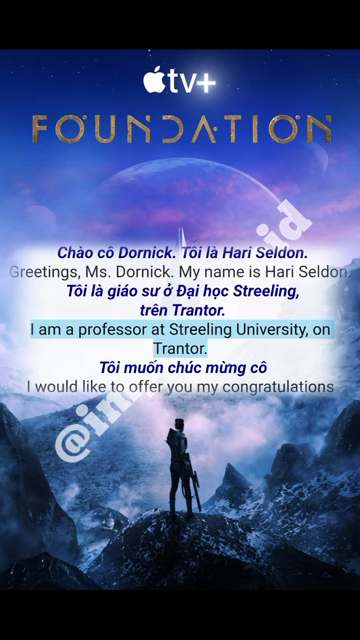 tv+
FOUNDATION
Chào cô Dornick. Tôi là Hari Seldon.
Greetings, Ms. Dornick. My name is Hari Seldon.
Tôi là giáo sư ở Đại học Streeling,
trên Trantor.
I am a professor at Streeling University, on
Trantor.
Tôi muốn chúc mừng cô
I would like to offer you my congratulations